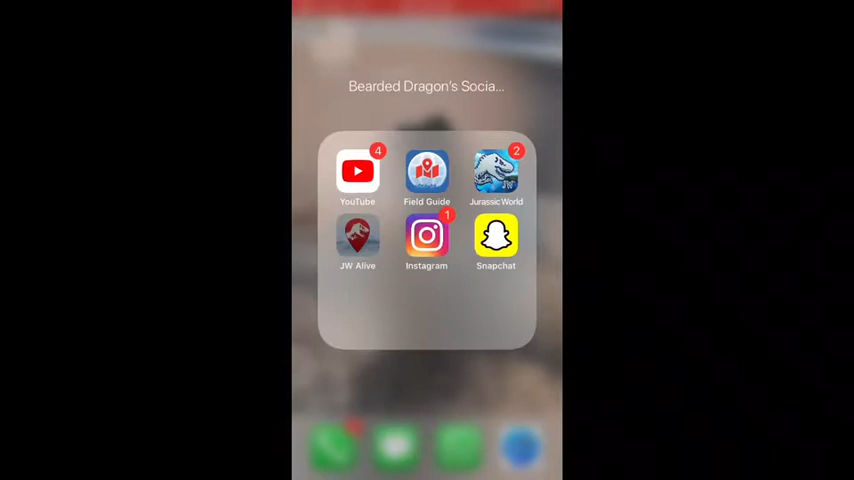 Bearded Dragon's Socia...
4
2
YouTube
Field Guide
Jurassic World
1
JW Alive
Instagram
Snapchat